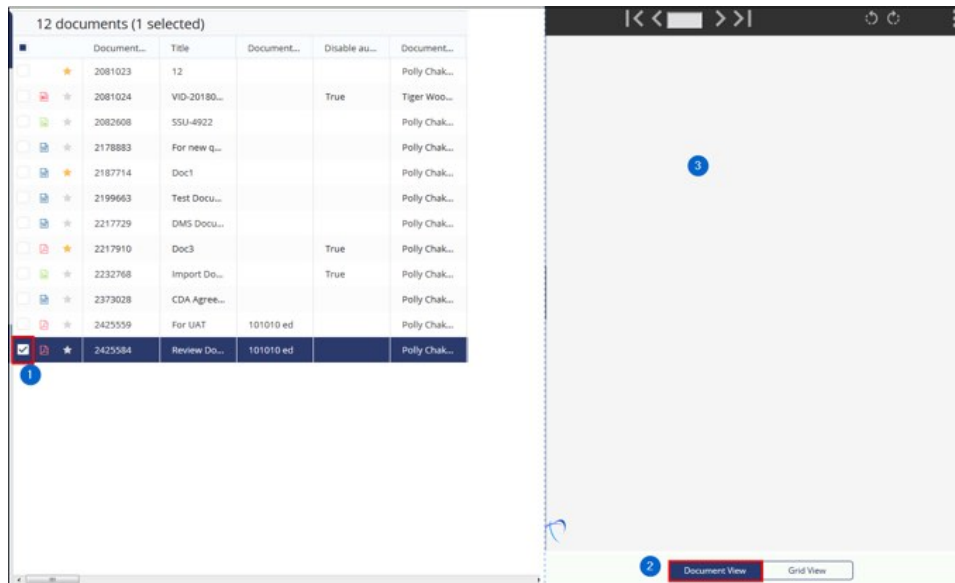 12 documents (1 selected)
Document... Title Document... Disable au... Document...
2081023 12 Polly Chak...
2081024 VID-20180... True Tiger Woo...
2082608 SSU-4922 Polly Chak...
2178883 For new q... Polly Chak...
2187714 Doc1 Polly Chak...
2199663 Test Docu... Polly Chak...
2217729 DMS Docu... Polly Chak...
2217910 Doc3 True Polly Chak...
2232768 Import Do... True Polly Chak...
2373028 CDA Agree... Polly Chak...
2425559 For UAT 101010 ed Polly Chak...
2425584 Review Do... 101010 ed Polly Chak...
1
3
2 Document View Grid View